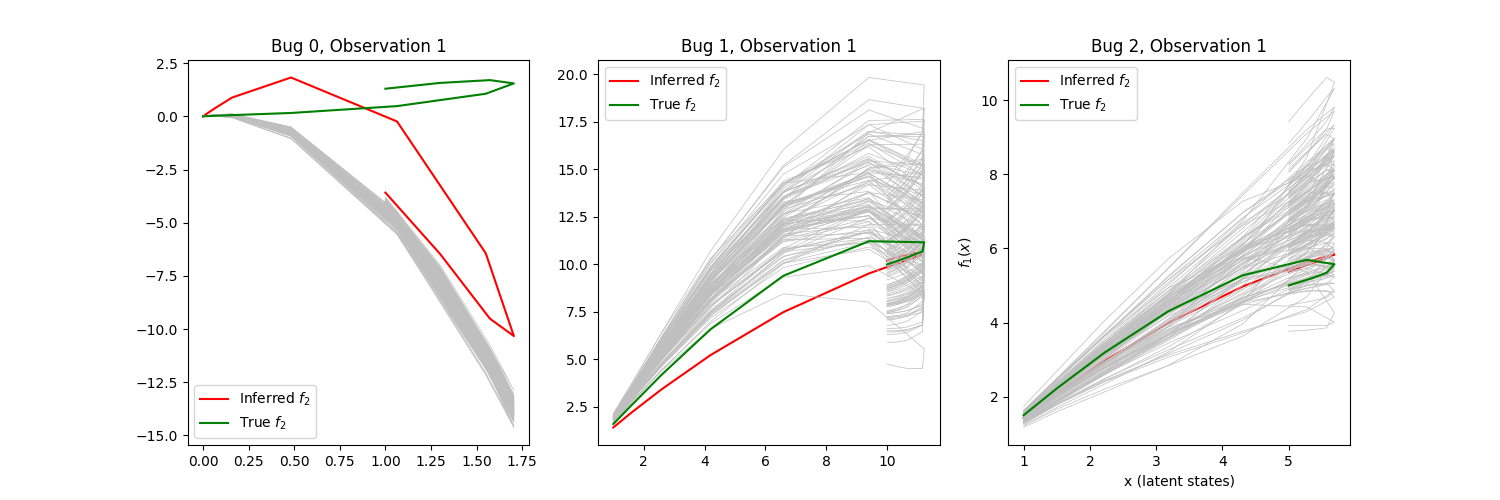 Bug 0, Observation 1
2.5
0.0
−2.5
−5.0
−7.5
−10.0
−12.5
−15.0
Inferred f₂
True f₂
0.00 0.25 0.50 0.75 1.00 1.25 1.50 1.75
Bug 1, Observation 1
20.0
17.5
15.0
12.5
10.0
7.5
5.0
2.5
Inferred f₂
True f₂
2 4 6 8 10
Bug 2, Observation 1
f₁(x)
10
8
6
4
2
Inferred f₂
True f₂
1 2 3 4 5
x (latent states)